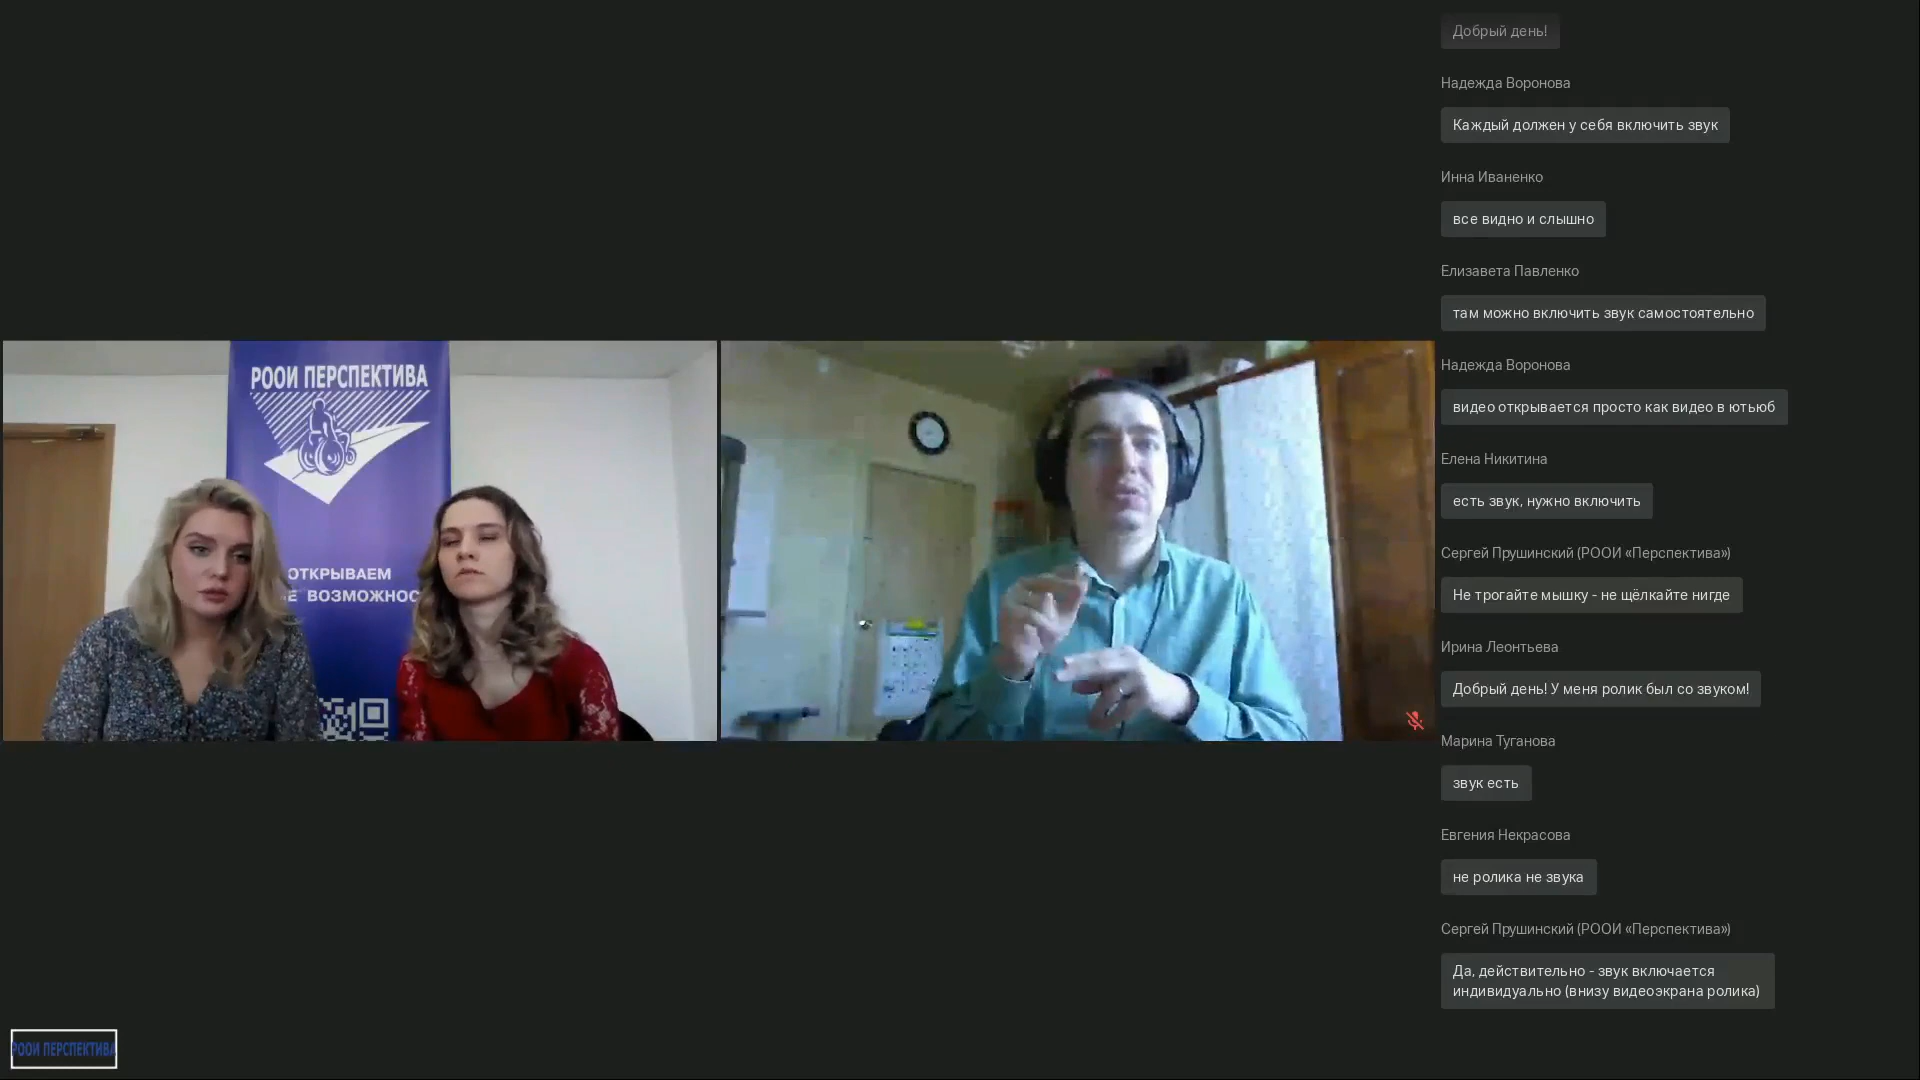 РООИ ПЕРСПЕКТИВА
ОТКРЫВАЕМ
ВОЗМОЖНОС
РООИ ПЕРСПЕКТИВА
Добрый день!
Надежда Воронова
Каждый должен у себя включить звук
Инна Иваненко
все видно и слышно
Елизавета Павленко
там можно включить звук самостоятельно
Надежда Воронова
видео открывается просто как видео в ютьюб
Елена Никитина
есть звук, нужно включить
Сергей Прушинский (РООИ «Перспектива»)
Не трогайте мышку - не щёлкайте нигде
Ирина Леонтьева
Добрый день! У меня ролик был со звуком!
Марина Туганова
звук есть
Евгения Некрасова
не ролика не звука
Сергей Прушинский (РООИ «Перспектива»)
Да, действительно - звук включается
индивидуально (внизу видеоэкрана ролика)